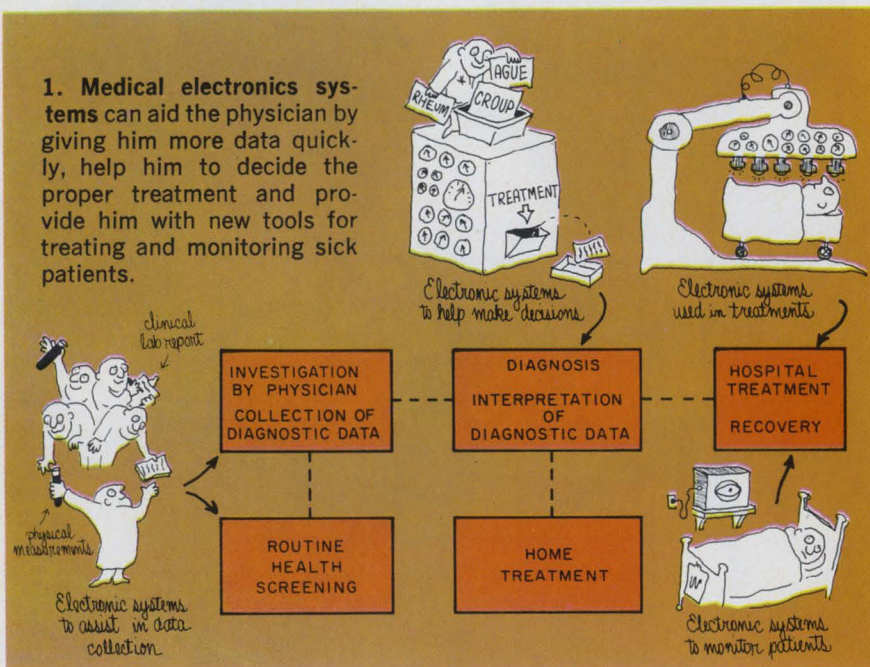 1. Medical electronics sys-
tems can aid the physician by
giving him more data quick-
ly, help him to decide the
proper treatment and pro-
vide him with new tools for
treating and monitoring sick
patients.
AGUE
RHEUM
CROUP
TREATMENT
Electronic systems
to help make decisions
Electronic systems
used in treatments
clinical
lab report
physical
measurements
Electronic systems
to assist in data
collection
INVESTIGATION
BY PHYSICIAN
COLLECTION OF
DIAGNOSTIC DATA
DIAGNOSIS
INTERPRETATION
OF
DIAGNOSTIC DATA
HOSPITAL
TREATMENT
RECOVERY
ROUTINE
HEALTH
SCREENING
HOME
TREATMENT
Electronic systems
to monitor patients